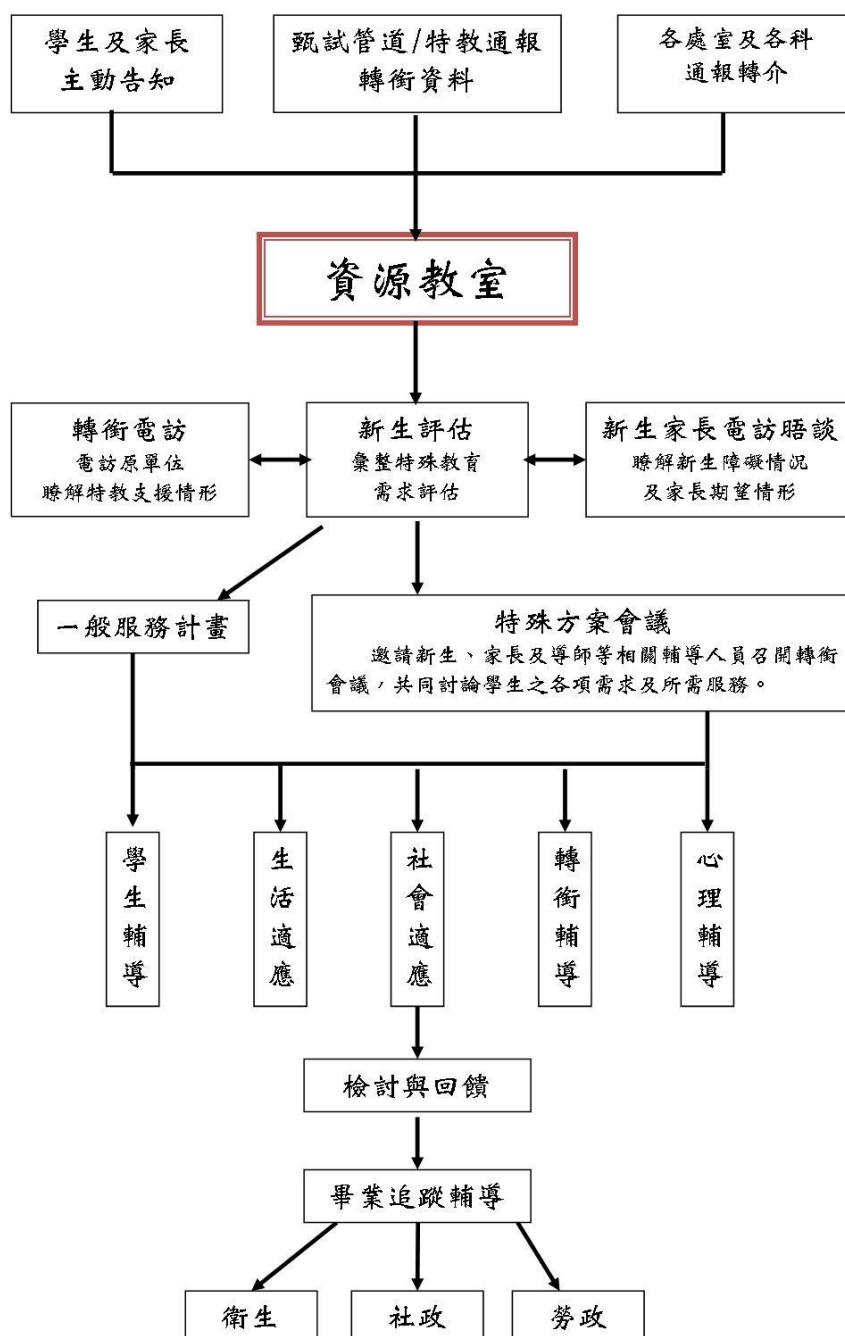 學生及家長
主動告知
甄試管道/特教通報
轉銜資料
各處室及各科
通報轉介
資源教室
轉銜電訪
電訪原單位
瞭解特教支援情形
新生評估
彙整特殊教育
需求評估
新生家長電訪晤談
瞭解新生障礙情況
及家長期望情形
一般服務計畫
特殊方案會議
邀請新生、家長及導師等相關輔導人員召開轉銜
會議，共同討論學生之各項需求及所需服務。
學生輔導
生活適應
社會適應
轉銜輔導
心理輔導
檢討與回饋
畢業追蹤輔導
衛生
社政
勞政